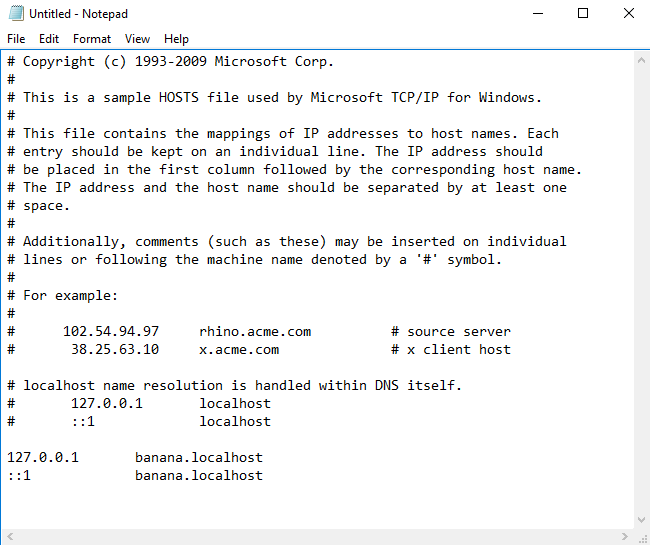 Untitled - Notepad
File Edit Format View Help
# Copyright (c) 1993-2009 Microsoft Corp.
#
# This is a sample HOSTS file used by Microsoft TCP/IP for Windows.
#
# This file contains the mappings of IP addresses to host names. Each
# entry should be kept on an individual line. The IP address should
# be placed in the first column followed by the corresponding host name.
# The IP address and the host name should be separated by at least one
# space.
#
# Additionally, comments (such as these) may be inserted on individual
# lines or following the machine name denoted by a '#' symbol.
#
# For example:
#
#      102.54.94.97     rhino.acme.com          # source server
#       38.25.63.10     x.acme.com              # x client host

# localhost name resolution is handled within DNS itself.
#       127.0.0.1       localhost
#       ::1             localhost

127.0.0.1       banana.localhost
::1             banana.localhost